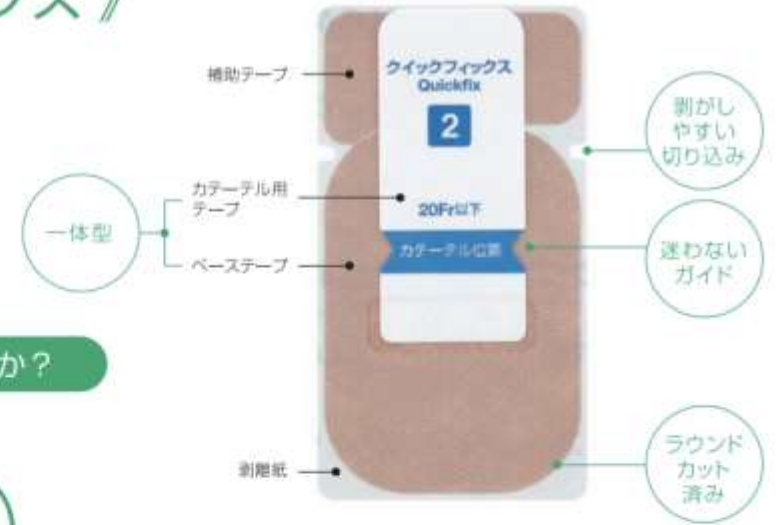 クス》
補助テープ
クイックフィックス
Quickfix
2
剥がし
やすい
切り込み
一体型
カテーテル用
テープ
20Fr以下
ベーステープ
カテーテル位置
迷わない
ガイド
か?
剥離紙
ラウンド
カット
済み